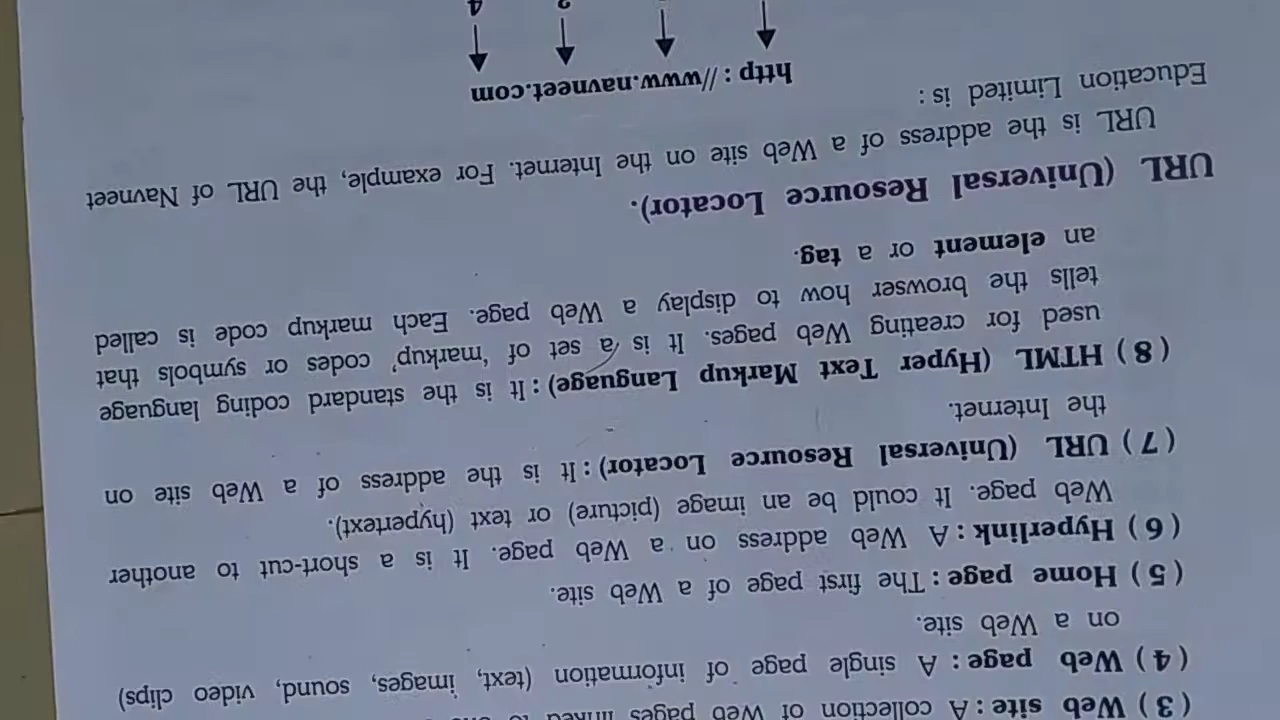 ( 3 ) Web site : A collection of Web pages linked to
( 4 ) Web page : A single page of information (text, images, sound, video clips)
on a Web site.
( 5 ) Home page : The first page of a Web site.
( 6 ) Hyperlink : A Web address on a Web page. It is a short-cut to another
Web page. It could be an image (picture) or text (hypertext).
( 7 ) URL (Universal Resource Locator) : It is the address of a Web site on
the Internet.
( 8 ) HTML (Hyper Text Markup Language) : It is the standard coding language
used for creating Web pages. It is a set of ‘markup’ codes or symbols that
tells the browser how to display a Web page. Each markup code is called
an element or a tag.
URL (Universal Resource Locator).
URL is the address of a Web site on the Internet. For example, the URL of Navneet
Education Limited is :
http : //www.navneet.com
4